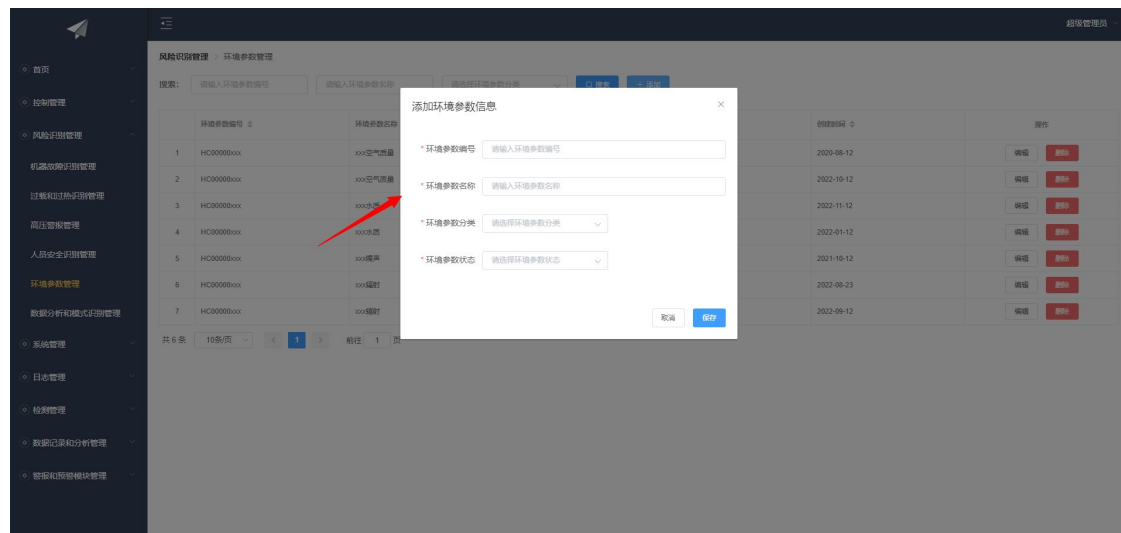 超级管理员
首页
控制管理
风险识别管理
机器故障识别管理
过载和过热识别管理
高压警报管理
人员安全识别管理
环境参数管理
数据分析和模式识别管理
系统管理
日志管理
检测管理
数据记录和分析管理
警报和预警模块管理
风险识别管理 > 环境参数管理
搜索: 请输入环境参数编号 请输入环境参数名称 请选择环境参数分类 搜索 + 添加
环境参数编号 环境参数名称 创建时间 操作
1 HC00000xxx xxx空气质量 2020-08-12 编辑 删除
2 HC00000xxx xxx空气质量 2022-10-12 编辑 删除
3 HC00000xxx xxx水质 2022-11-12 编辑 删除
4 HC00000xxx xxx水质 2022-01-12 编辑 删除
5 HC00000xxx xxx噪声 2021-10-12 编辑 删除
6 HC00000xxx xxx辐射 2022-08-23 编辑 删除
7 HC00000xxx xxx辐射 2022-09-12 编辑 删除
共 6 条 10条/页 < 1 > 前往 1 页
添加环境参数信息 ×
* 环境参数编号 请输入环境参数编号
* 环境参数名称 请输入环境参数名称
* 环境参数分类 请选择环境参数分类
* 环境参数状态 请选择环境参数状态
取消 保存